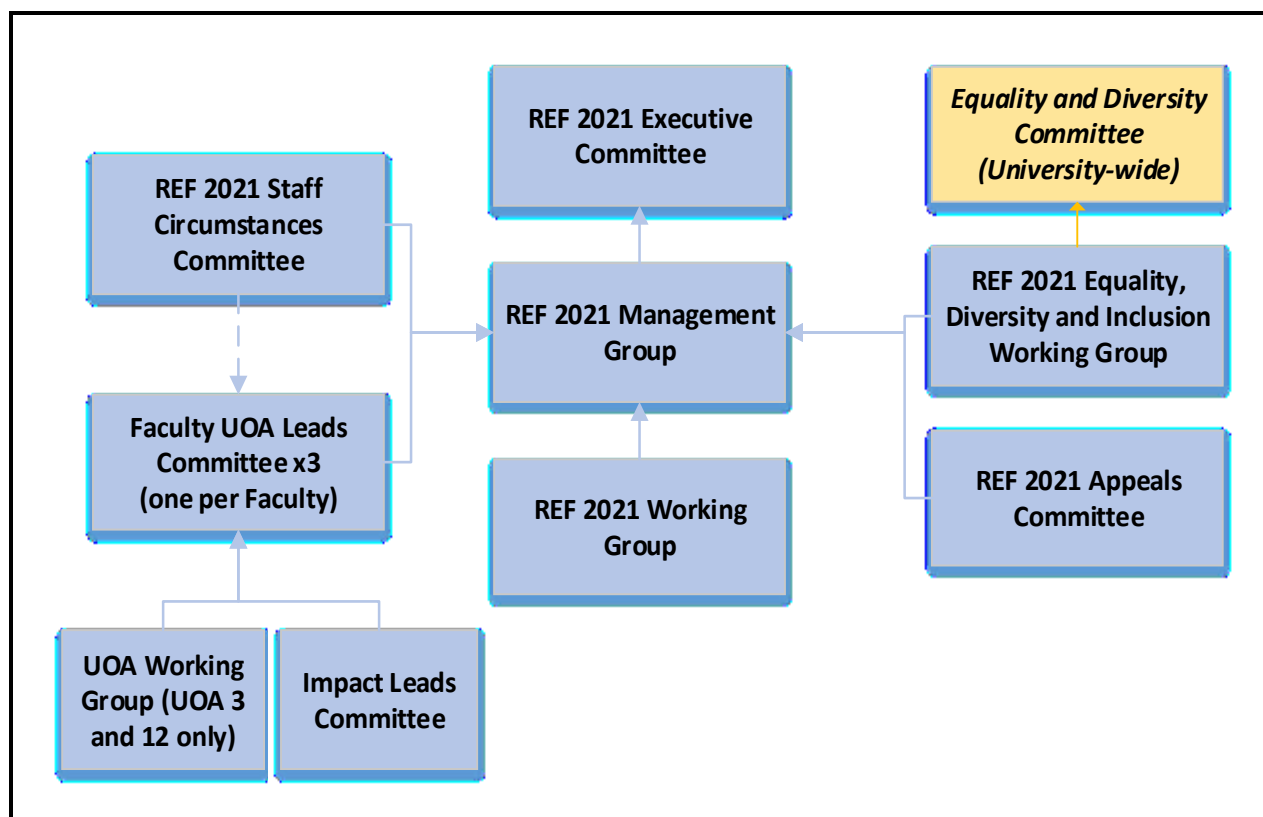 REF 2021 Executive
Committee
Equality and Diversity
Committee
(University-wide)
REF 2021 Staff
Circumstances
Committee
REF 2021 Management
Group
REF 2021 Equality,
Diversity and Inclusion
Working Group
Faculty UOA Leads
Committee x3
(one per Faculty)
REF 2021 Working
Group
REF 2021 Appeals
Committee
UOA Working
Group (UOA 3
and 12 only)
Impact Leads
Committee